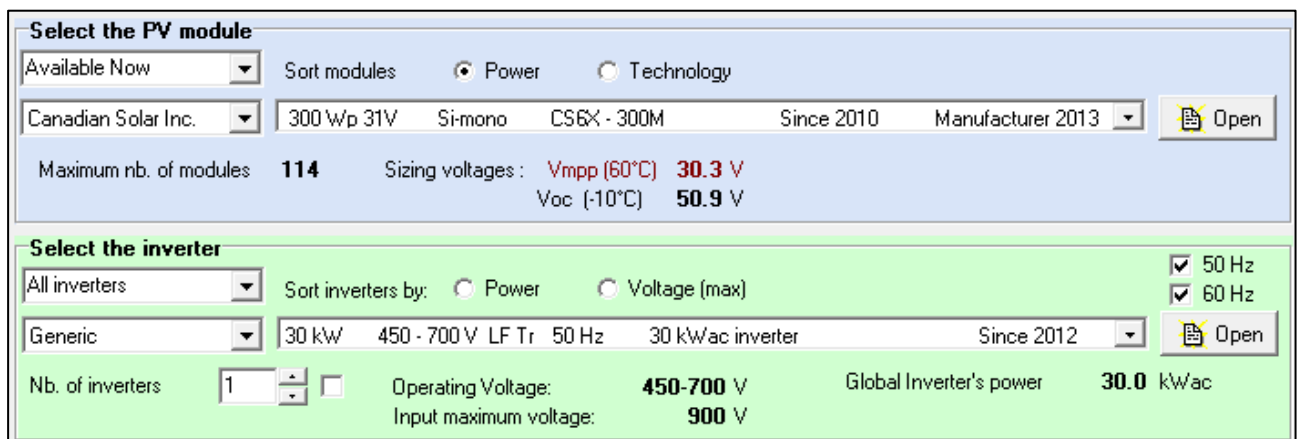 Select the PV module
Available Now Sort modules Power Technology
Canadian Solar Inc. 300 Wp 31V Si-mono CS6X - 300M Since 2010 Manufacturer 2013 Open
Maximum nb. of modules 114 Sizing voltages : Vmpp (60°C) 30.3 V
Voc (-10°C) 50.9 V
Select the inverter
50 Hz
All inverters Sort inverters by: Power Voltage (max) 60 Hz
Generic 30 kW 450 - 700 V LF Tr 50 Hz 30 kWac inverter Since 2012 Open
Nb. of inverters 1 Operating Voltage: 450-700 V Global Inverter's power 30.0 kWac
Input maximum voltage: 900 V